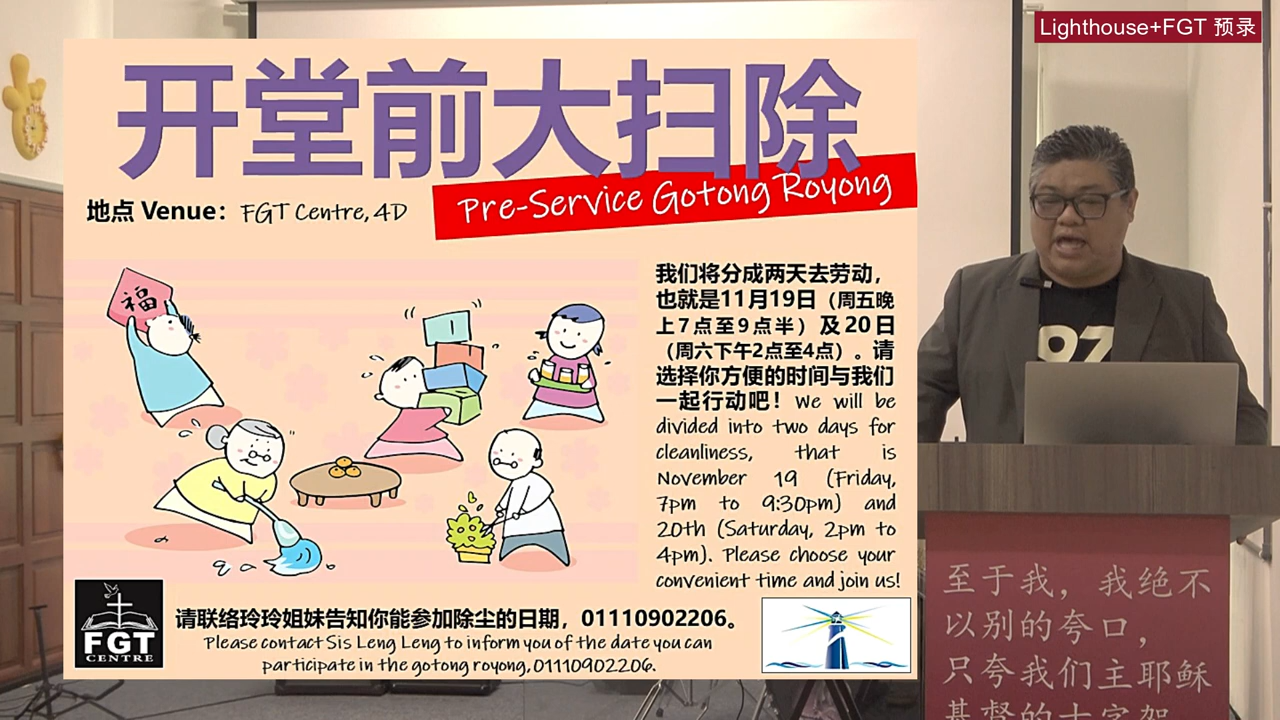 Lighthouse+FGT 预录
开堂前大扫除
Pre-Service Gotong Royong
地点 Venue：FGT Centre, 4D
福
1
我们将分成两天去劳动，
也就是11月19日（周五晚
上7点至9点半）及20日
（周六下午2点至4点）。请
选择你方便的时间与我们
一起行动吧！We will be
divided into two days for
cleanliness, that is
November 19 (Friday,
7pm to 9:30pm) and
20th (Saturday, 2pm to
4pm). Please choose your
convenient time and join us!
请联络玲玲姐妹告知你能参加除尘的日期，01110902206。
Please contact Sis Leng Leng to inform you of the date you can
participate in the gotong royong, 01110902206.
FGT
CENTRE
至于我，我绝不
以别的夸口，
只夸我们主耶稣
基督的十字架